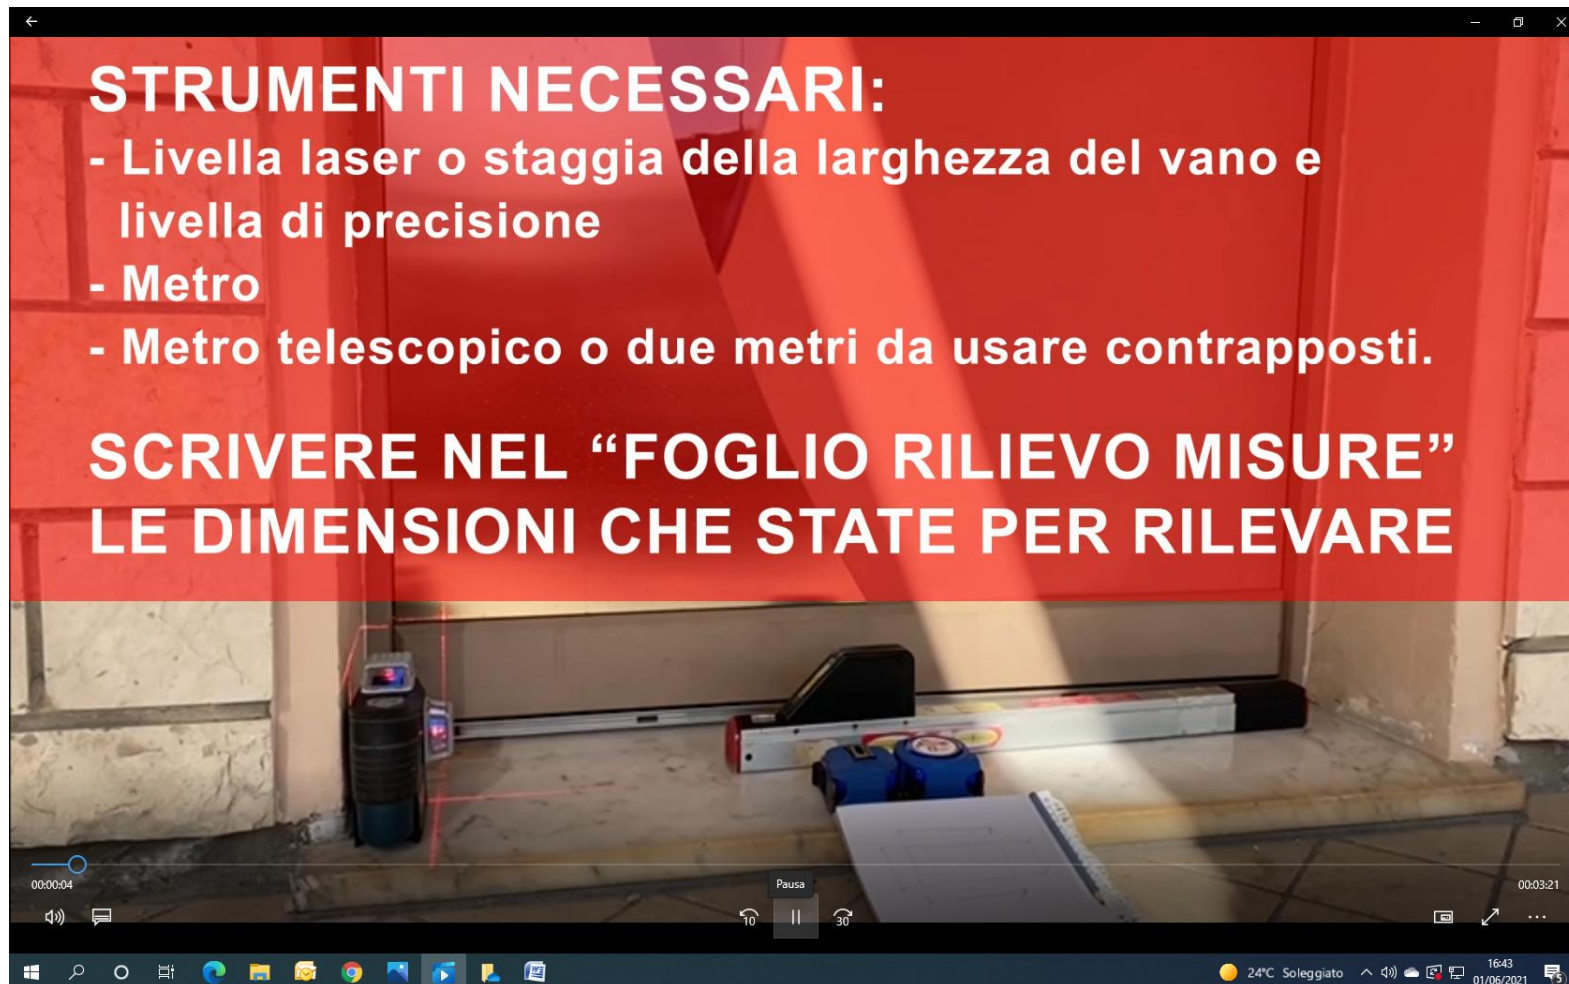 STRUMENTI NECESSARI:
- Livella laser o staggia della larghezza del vano e
livella di precisione
- Metro
- Metro telescopico o due metri da usare contrapposti.
SCRIVERE NEL “FOGLIO RILIEVO MISURE”
LE DIMENSIONI CHE STATE PER RILEVARE
00:00:04
Pausa
00:03:21
10
30
24°C Soleggiato
16:43
01/06/2021
5